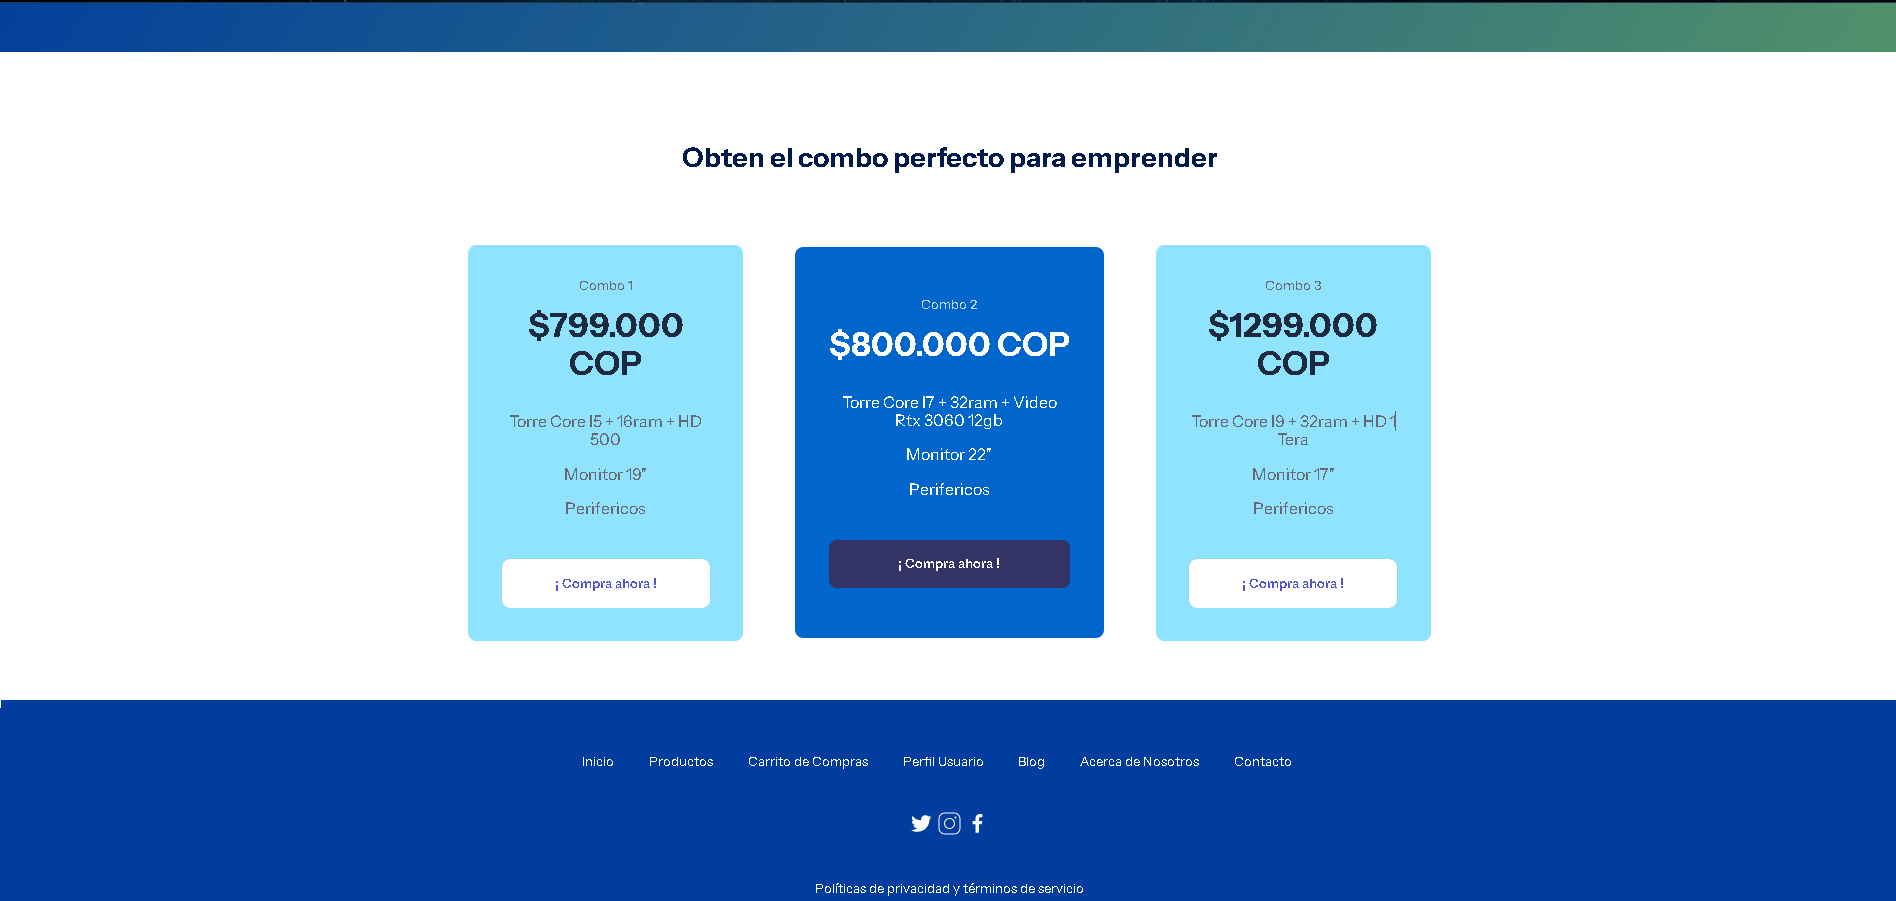 Obten el combo perfecto para emprender
Combo 1
$799.000
COP
Torre Core I5 + 16ram + HD
500
Monitor 19"
Perifericos
¡ Compra ahora !
Combo 2
$800.000 COP
Torre Core I7 + 32ram + Video
Rtx 3060 12gb
Monitor 22"
Perifericos
¡ Compra ahora !
Combo 3
$1299.000
COP
Torre Core I9 + 32ram + HD 1
Tera
Monitor 17"
Perifericos
¡ Compra ahora !
Inicio Productos Carrito de Compras Perfil Usuario Blog Acerca de Nosotros Contacto
Políticas de privacidad y términos de servicio